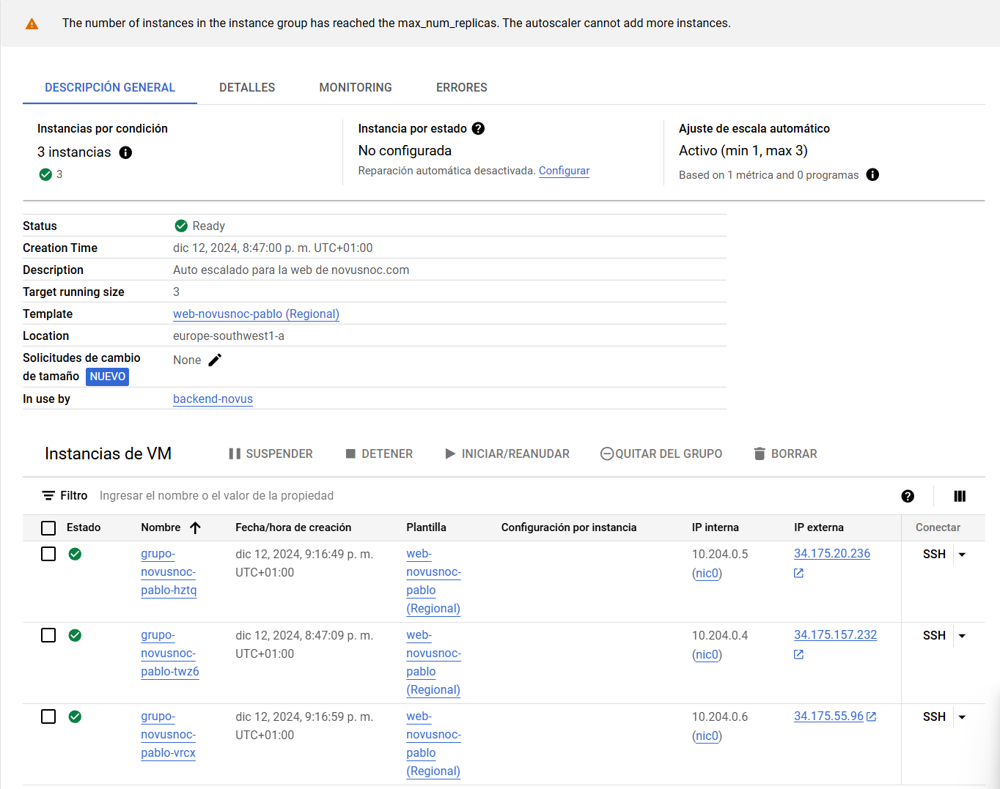 The number of instances in the instance group has reached the max_num_replicas. The autoscaler cannot add more instances.
DESCRIPCIÓN GENERAL
DETALLES
MONITORING
ERRORES
Instancias por condición
3 instancias
3
Instancia por estado
No configurada
Reparación automática desactivada. Configurar
Ajuste de escala automático
Activo (min 1, max 3)
Based on 1 métrica and 0 programas
Status Ready
Creation Time dic 12, 2024, 8:47:00 p. m. UTC+01:00
Description Auto escalado para la web de novusnoc.com
Target running size 3
Template web-novusnoc-pablo (Regional)
Location europe-southwest1-a
Solicitudes de cambio
de tamaño NUEVO
None
In use by backend-novus
Instancias de VM
SUSPENDER
DETENER
INICIAR/REANUDAR
QUITAR DEL GRUPO
BORRAR
Filtro Ingresar el nombre o el valor de la propiedad
Estado
Nombre
Fecha/hora de creación
Plantilla
Configuración por instancia
IP interna
IP externa
Conectar
grupo-
novusnoc-
pablo-hztq
dic 12, 2024, 9:16:49 p. m.
UTC+01:00
web-
novusnoc-
pablo
(Regional)
10.204.0.5
(nic0)
34.175.20.236
SSH
grupo-
novusnoc-
pablo-twz6
dic 12, 2024, 8:47:09 p. m.
UTC+01:00
web-
novusnoc-
pablo
(Regional)
10.204.0.4
(nic0)
34.175.157.232
SSH
grupo-
novusnoc-
pablo-vrcx
dic 12, 2024, 9:16:59 p. m.
UTC+01:00
web-
novusnoc-
pablo
(Regional)
10.204.0.6
(nic0)
34.175.55.96
SSH